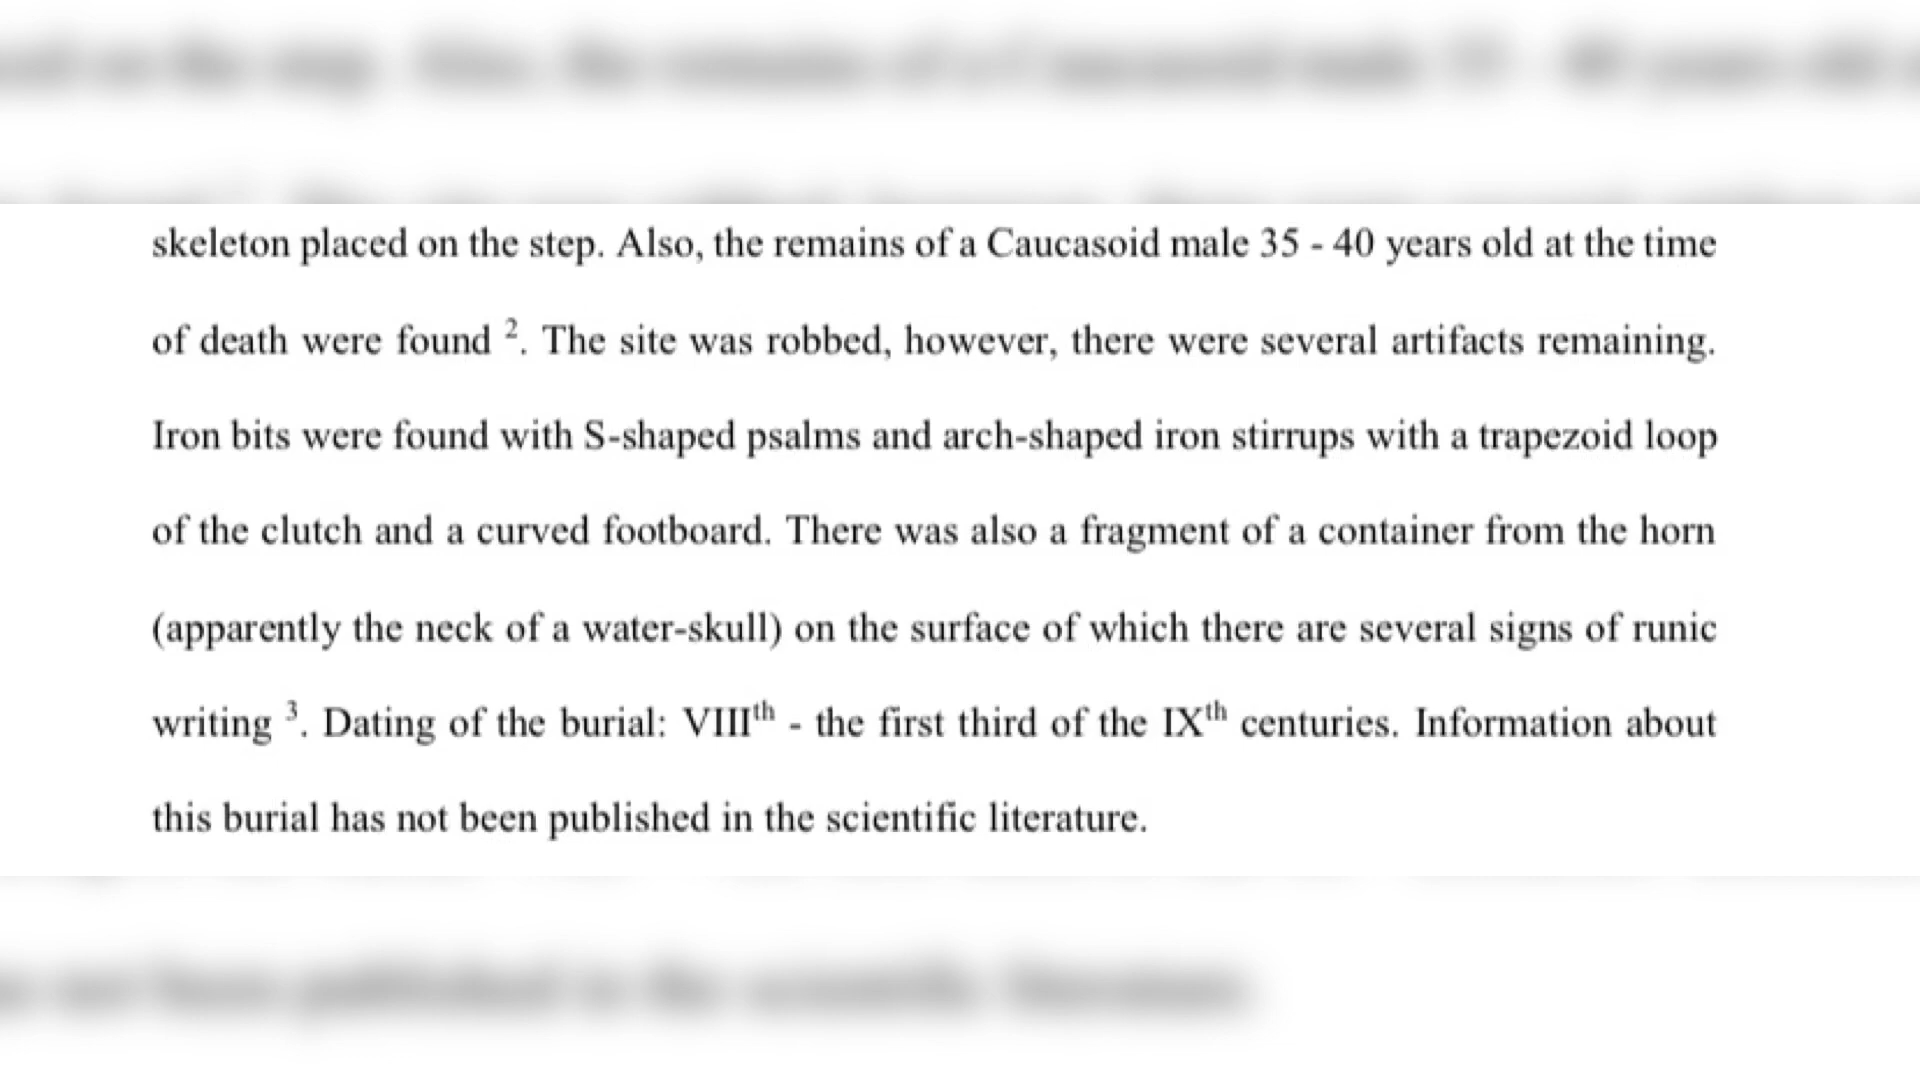 skeleton placed on the step. Also, the remains of a Caucasoid male 35 - 40 years old at the time
of death were found ². The site was robbed, however, there were several artifacts remaining.
Iron bits were found with S-shaped psalms and arch-shaped iron stirrups with a trapezoid loop
of the clutch and a curved footboard. There was also a fragment of a container from the horn
(apparently the neck of a water-skull) on the surface of which there are several signs of runic
writing ³. Dating of the burial: VIIIth - the first third of the IXth centuries. Information about
this burial has not been published in the scientific literature.